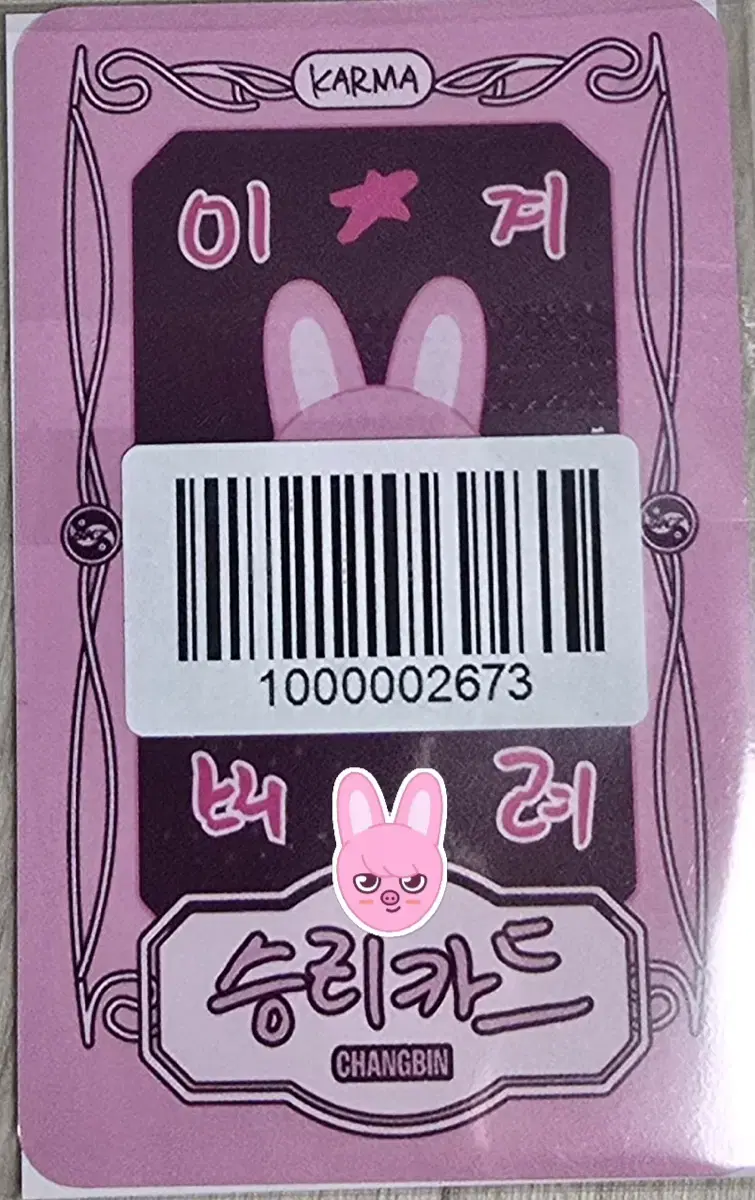 KARMA
이 ★ 겨
1000002673
버 려
승리카드
CHANGBIN